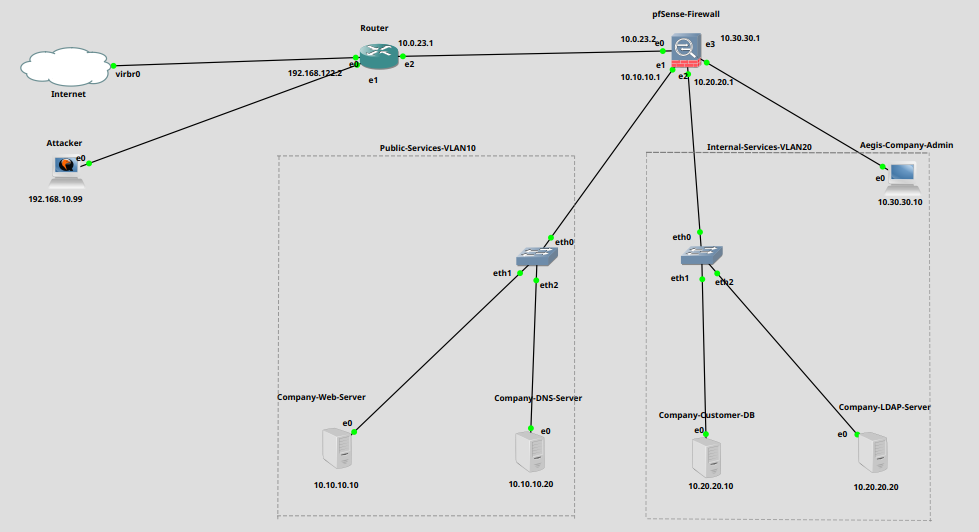 pfSense-Firewall
Router
10.0.23.1
10.0.23.2
e0
e3
10.30.30.1
Internet
virbr0
192.168.122.2
e0
e1
e2
e1
10.10.10.1
e2
10.20.20.1
Attacker
e0
192.168.10.99
Public-Services-VLAN10
Internal-Services-VLAN20
Aegis-Company-Admin
e0
10.30.30.10
eth0
eth1
eth2
eth0
eth1
eth2
Company-Web-Server
e0
10.10.10.10
Company-DNS-Server
e0
10.10.10.20
Company-Customer-DB
e0
10.20.20.10
Company-LDAP-Server
e0
10.20.20.20